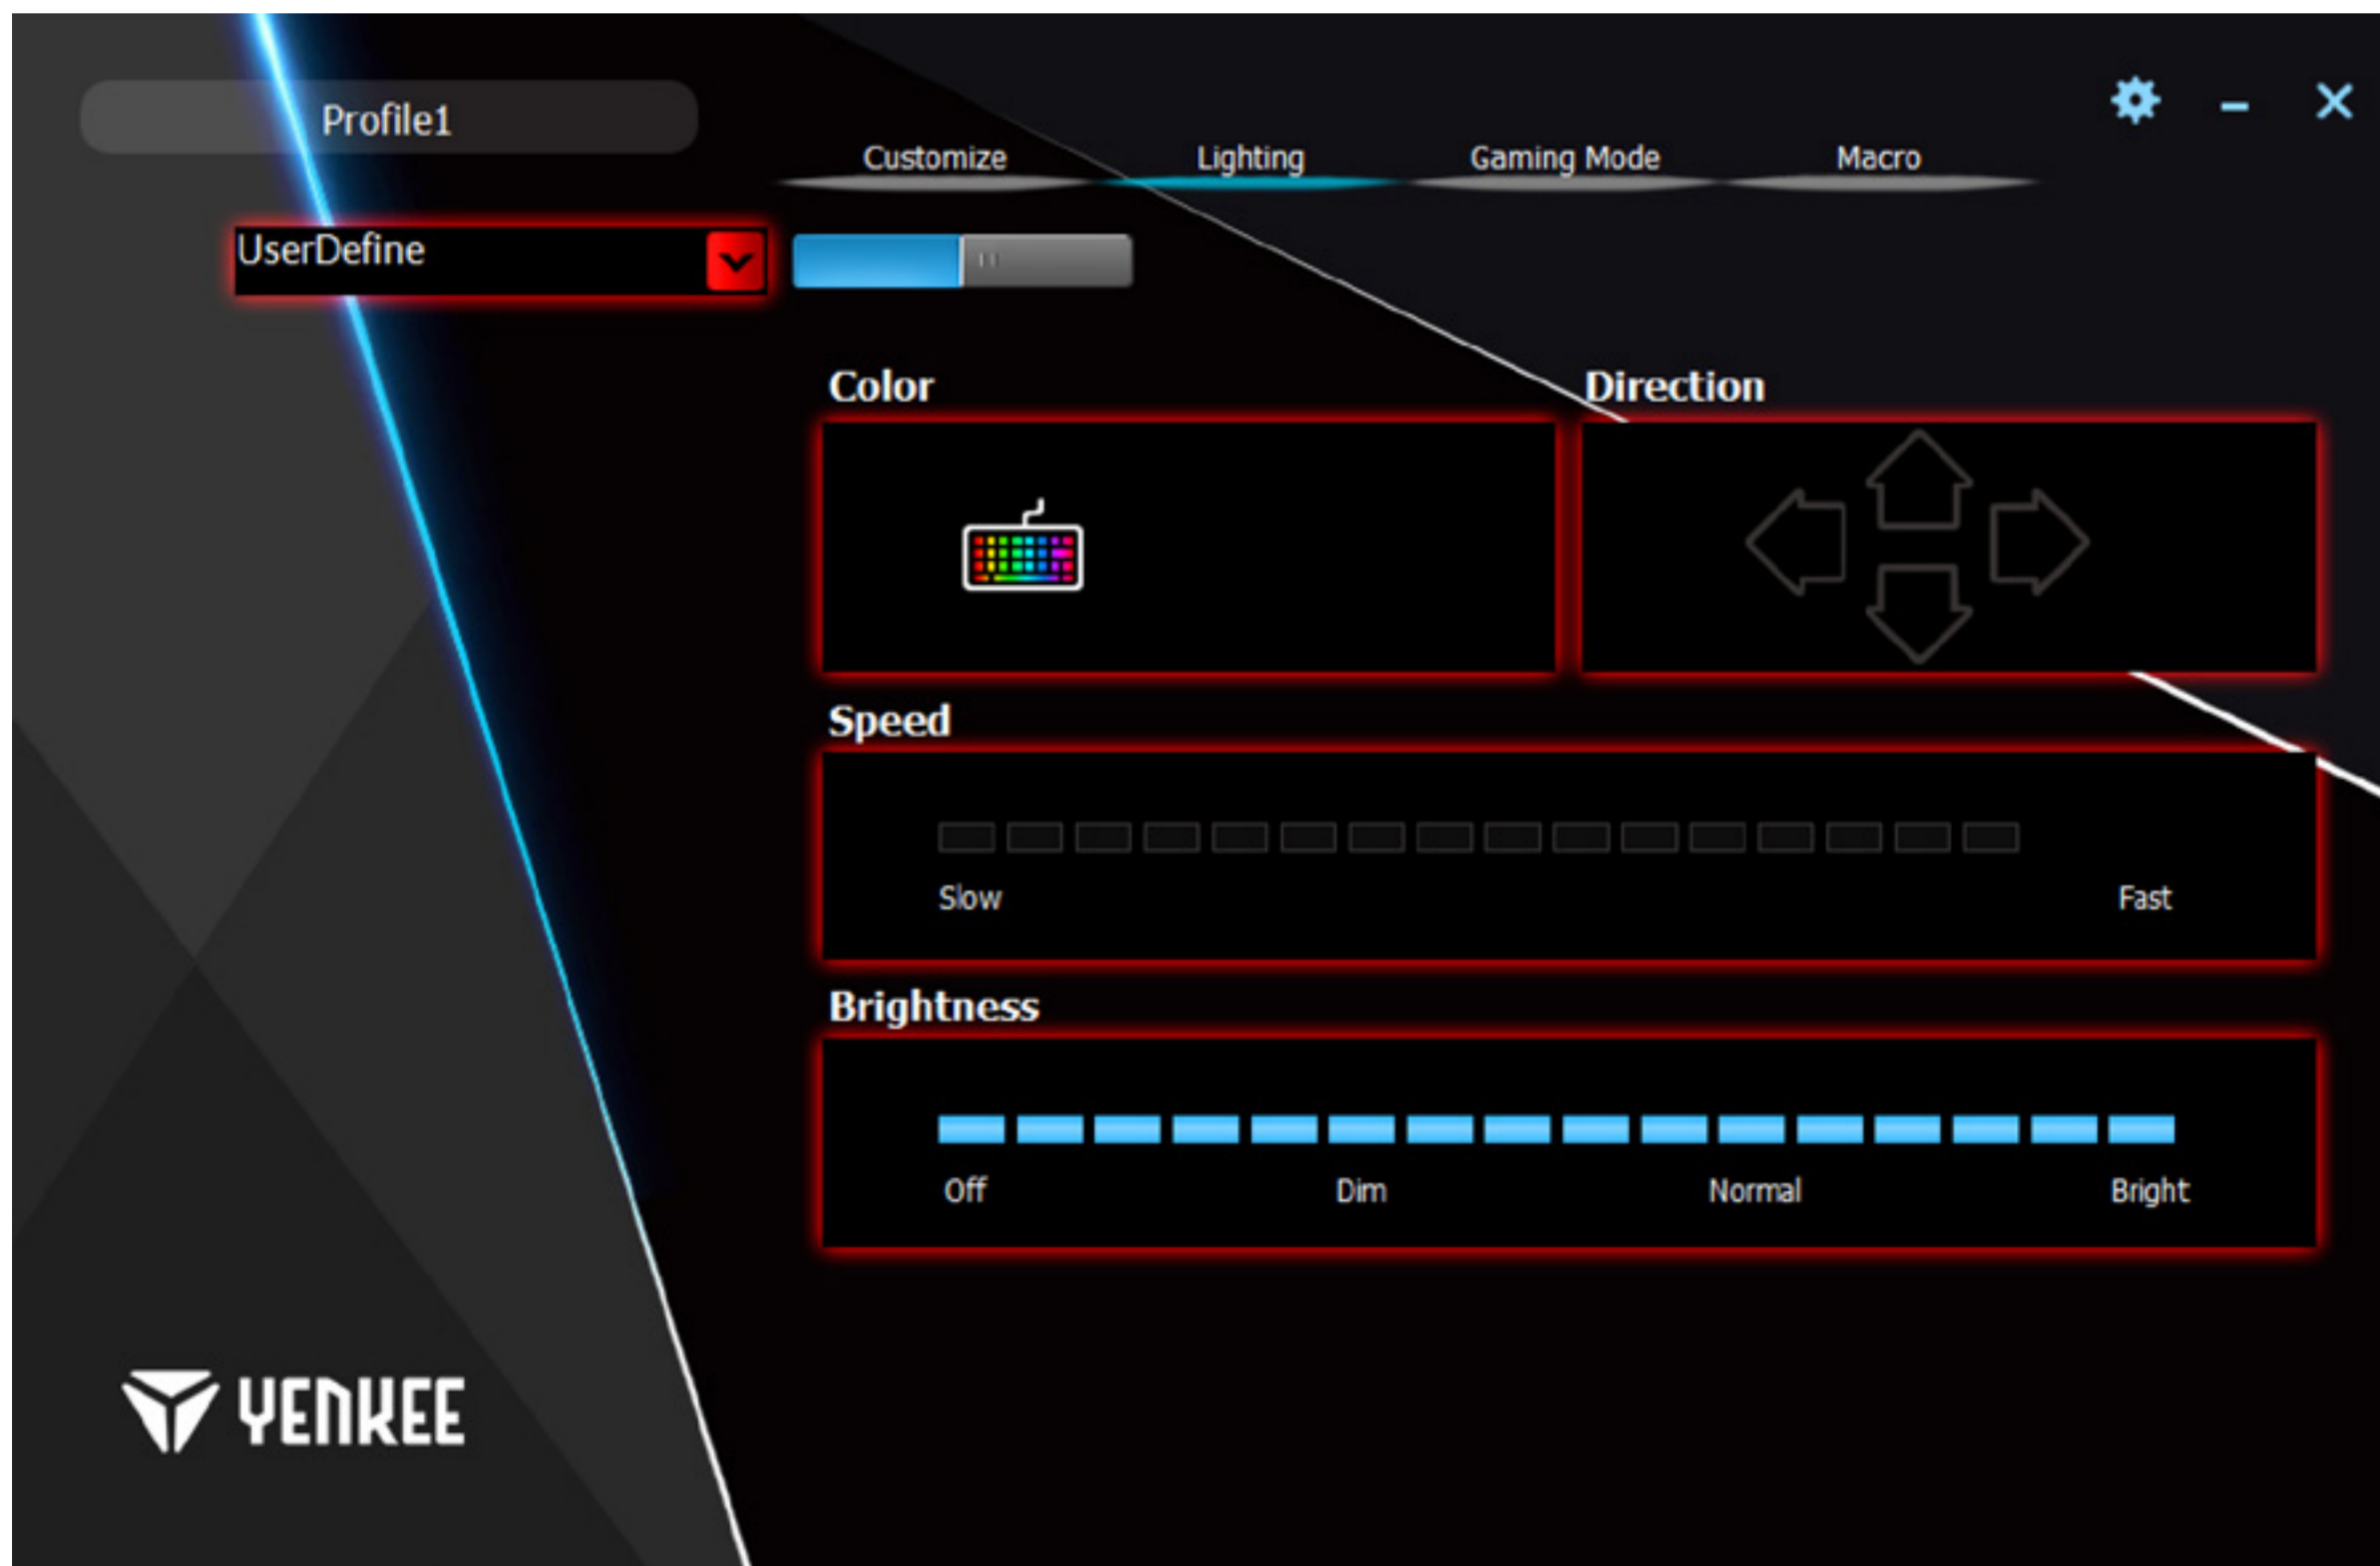 Profile1
Customize Lighting Gaming Mode Macro
UserDefine
Color Direction
Speed
Slow Fast
Brightness
Off Dim Normal Bright
YENKEE